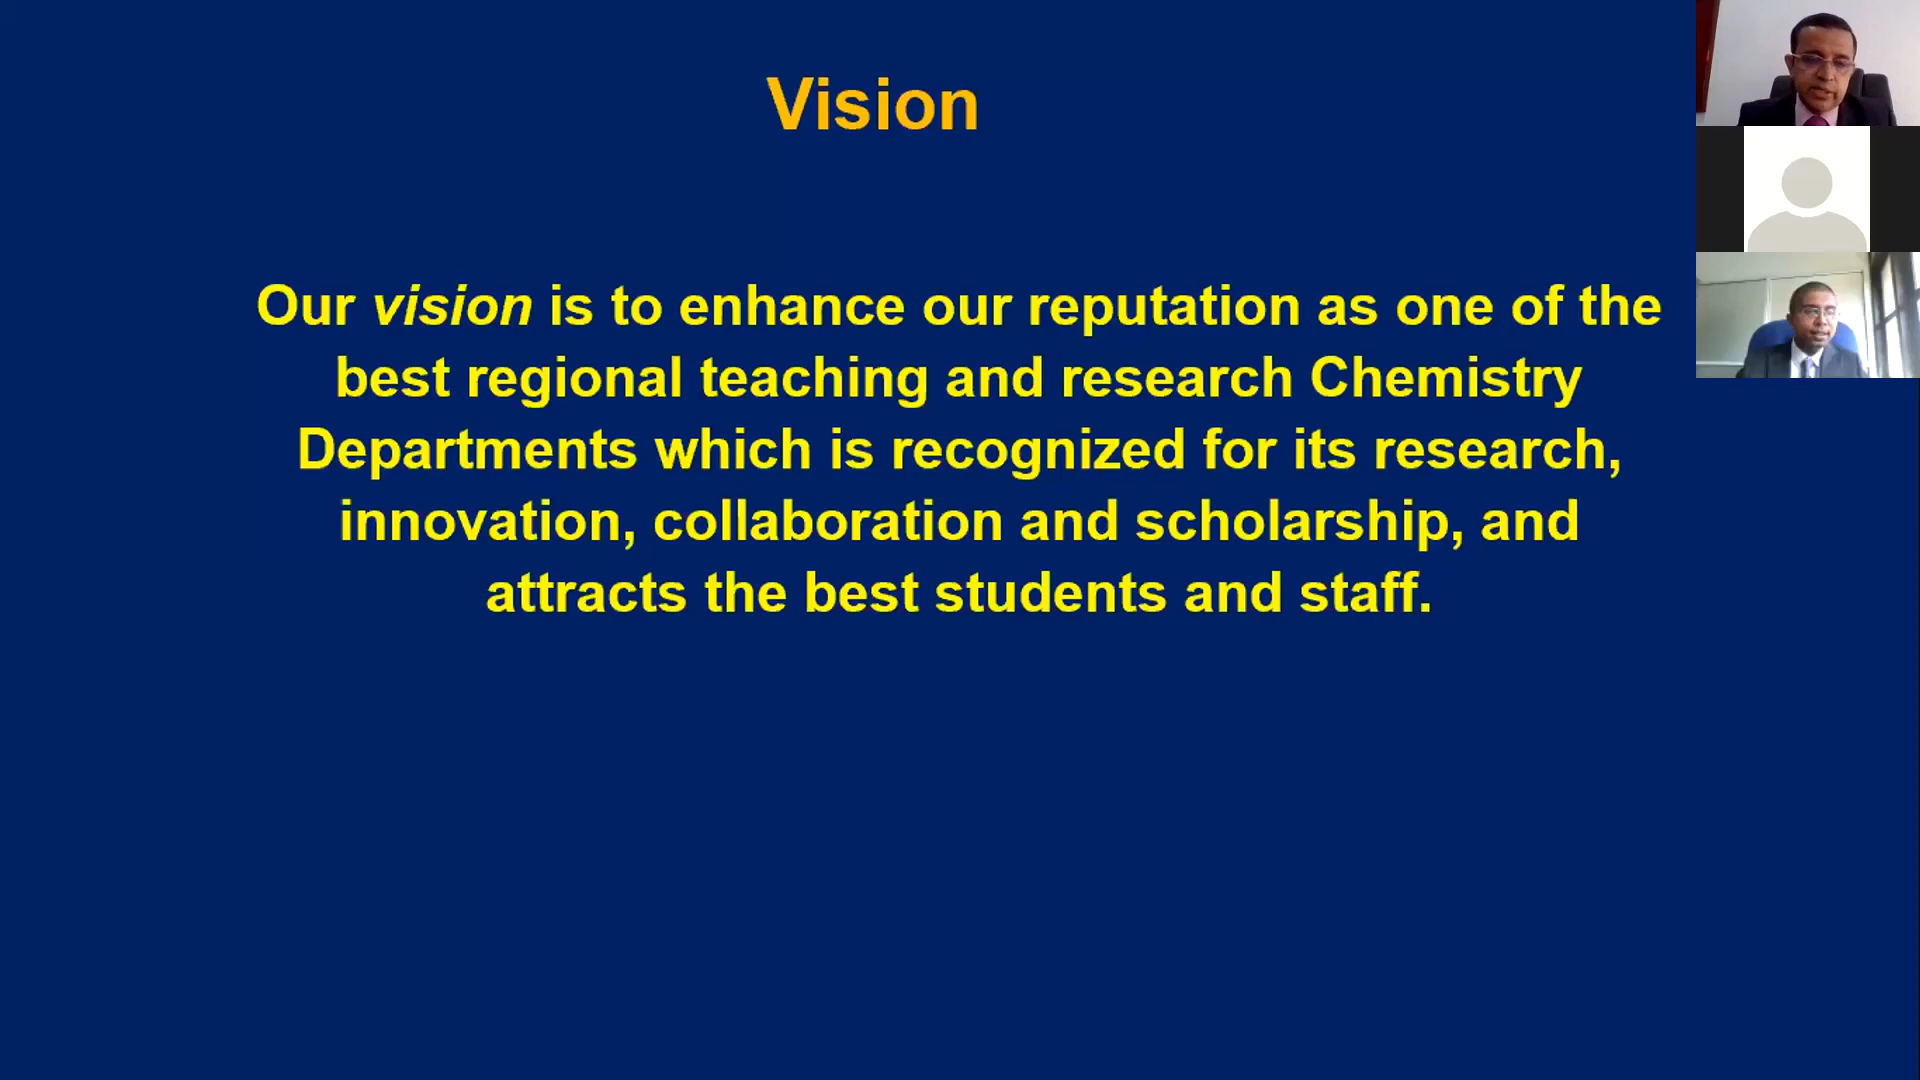 Vision
Our vision is to enhance our reputation as one of the
best regional teaching and research Chemistry
Departments which is recognized for its research,
innovation, collaboration and scholarship, and
attracts the best students and staff.